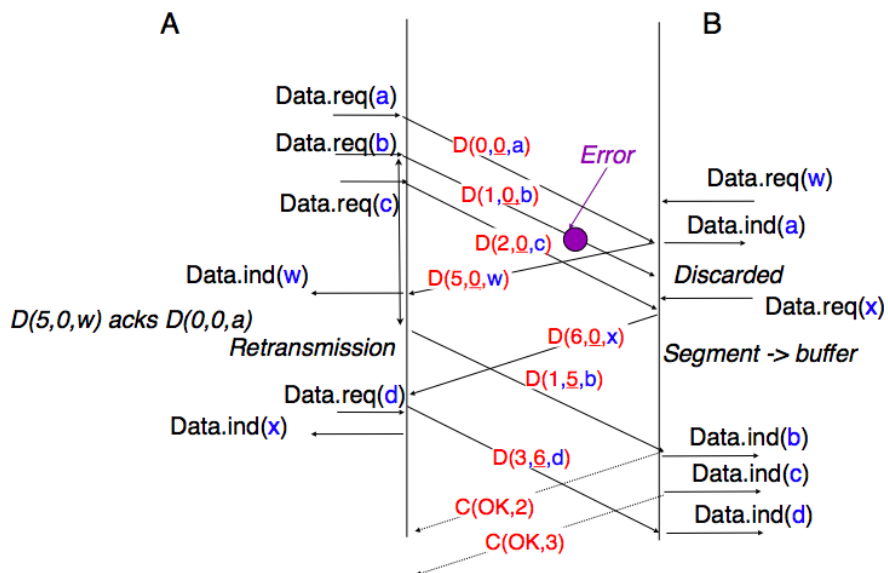 A
B
Data.req(a)
Data.req(b)
D(0,0,a)
Error
Data.req(w)
D(1,0,b)
Data.req(c)
Data.ind(a)
D(2,0,c)
Data.ind(w)
D(5,0,w)
Discarded
Data.req(x)
D(5,0,w) acks D(0,0,a)
Retransmission
D(6,0,x)
Segment -> buffer
D(1,5,b)
Data.req(d)
Data.ind(x)
Data.ind(b)
D(3,6,d)
Data.ind(c)
C(OK,2)
Data.ind(d)
C(OK,3)